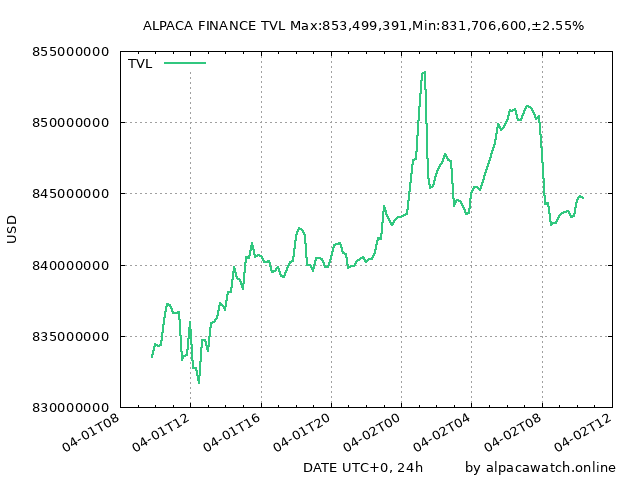 ALPACA FINANCE TVL Max:853,499,391,Min:831,706,600,±2.55%
855000000
TVL
850000000
845000000
USD
840000000
835000000
830000000
04-01T08
04-01T12
04-01T16
04-01T20
04-02T00
04-02T04
04-02T08
04-02T12
DATE UTC+0, 24h
by alpacawatch.online